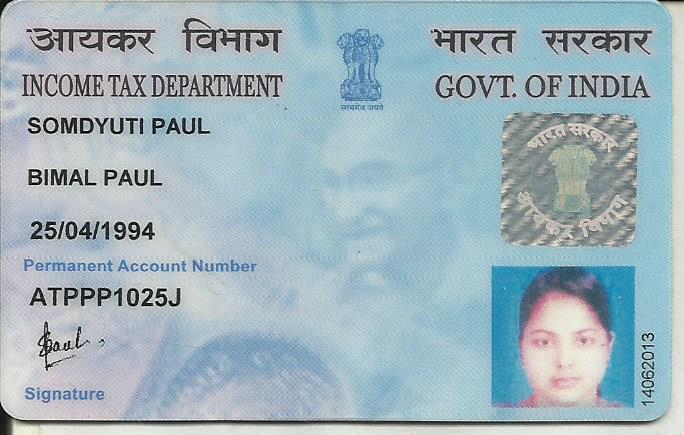 आयकर विभाग
भारत सरकार
INCOME TAX DEPARTMENT
GOVT. OF INDIA
सत्यमेव जयते
SOMDYUTI PAUL
BIMAL PAUL
25/04/1994
Permanent Account Number
ATPPP1025J
Signature
भारत सरकार
आयकर विभाग
14062013